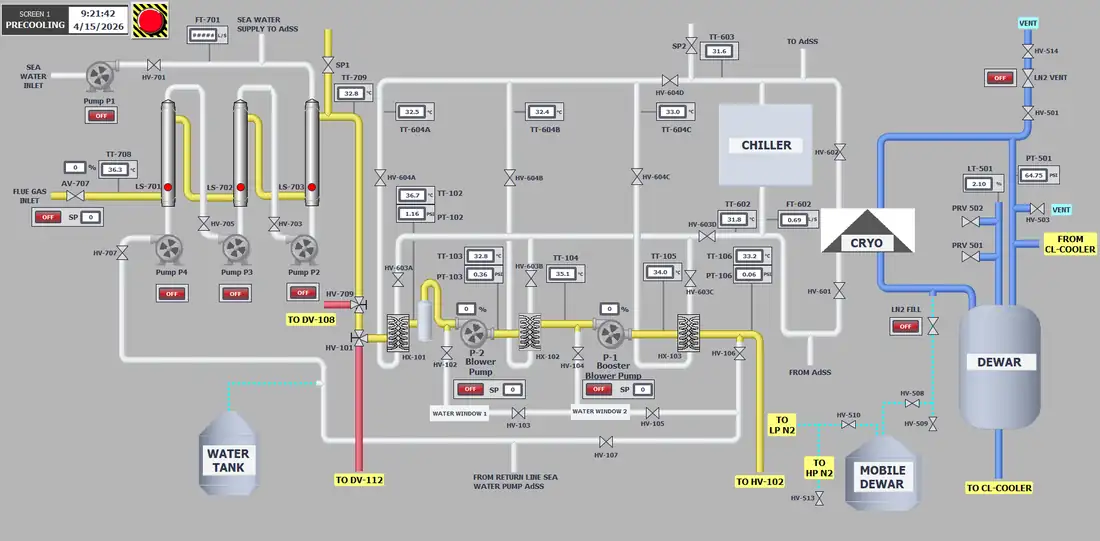 SCREEN 1
PRECOOLING
9:21:42
4/15/2026
FT-701
##### L/S
SEA WATER
SUPPLY TO AdSS
SEA
WATER
INLET
Pump P1
OFF
HV-701
SP1
TT-709
32.8 °C
TT-708
0 %
36.3 °C
AV-707
FLUE GAS
INLET
OFF SP 0
LS-701
LS-702
LS-703
HV-705
HV-703
HV-707
Pump P4
Pump P3
Pump P2
OFF
OFF
OFF
HV-709
TO DV-108
HV-101
TO DV-112
WATER
TANK
32.5 °C
TT-604A
32.4 °C
TT-604B
33.0 °C
TT-604C
SP2
TT-603
31.6 °C
TO AdSS
HV-604D
HV-604A
HV-604B
HV-604C
CHILLER
HV-602
36.7 °C
TT-102
1.16 PSI
PT-102
TT-602
31.8 °C
FT-602
0.69 L/S
HV-603D
TT-103
32.8 °C
PT-103
0.36 PSI
HV-603A
HV-603B
HV-603C
TT-104
35.1 °C
TT-105
34.0 °C
TT-106
33.2 °C
PT-106
0.06 PSI
HV-601
HX-101
HX-102
HX-103
HV-102
HV-104
HV-106
0 %
0 %
P-2
Blower
Pump
P-1
Booster
Blower Pump
OFF SP 0
OFF SP 0
WATER WINDOW 1
HV-103
WATER WINDOW 2
HV-105
HV-107
FROM RETURN LINE SEA
WATER PUMP AdSS
TO HV-102
FROM AdSS
CRYO
VENT
HV-514
OFF
LN2 VENT
HV-501
LT-501
2.10 %
PT-501
64.75 PSI
PRV 502
PRV 501
VENT
HV-503
FROM
CL-COOLER
LN2 FILL
OFF
DEWAR
HV-508
HV-509
HV-510
TO
LP N2
TO
HP N2
HV-513
MOBILE
DEWAR
TO CL-COOLER